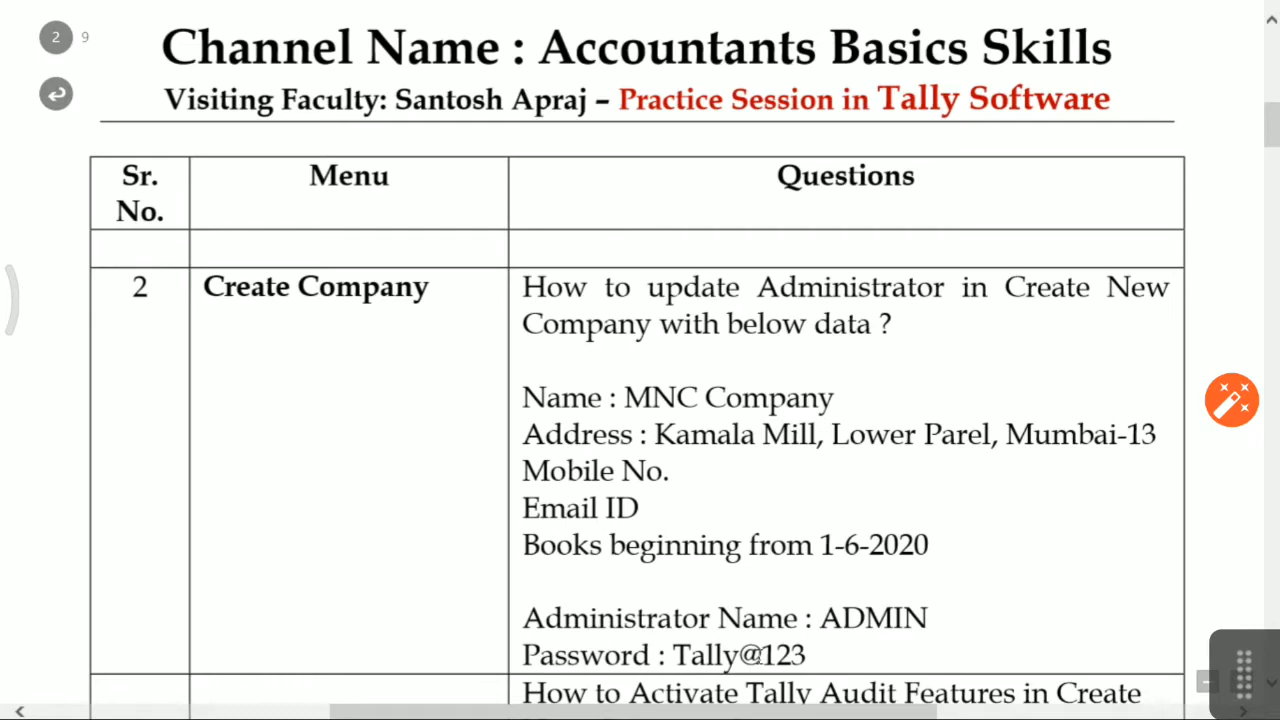 2 9
Channel Name : Accountants Basics Skills
Visiting Faculty: Santosh Apraj – Practice Session in Tally Software
Sr. No. Menu Questions
2 Create Company How to update Administrator in Create New
Company with below data ?
Name : MNC Company
Address : Kamala Mill, Lower Parel, Mumbai-13
Mobile No.
Email ID
Books beginning from 1-6-2020
Administrator Name : ADMIN
Password : Tally@123
How to Activate Tally Audit Features in Create